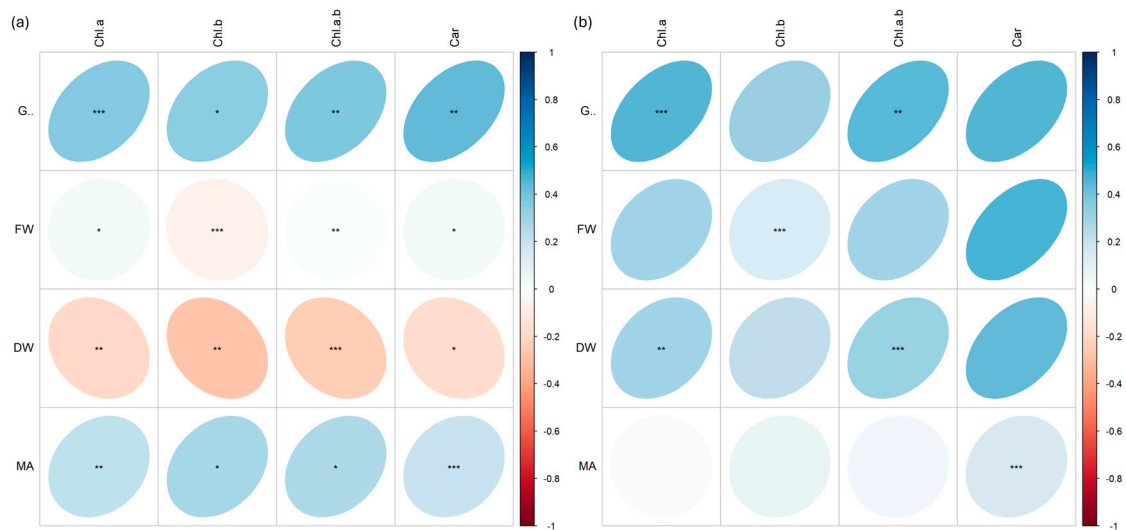 (a)
Chl.a Chl.b Chl.a.b Car
G.. *** * ** **
FW * *** ** *
DW ** ** *** *
MA ** * * ***
1
0.8
0.6
0.4
0.2
0
-0.2
-0.4
-0.6
-0.8
-1
(b)
Chl.a Chl.b Chl.a.b Car
G.. *** **
FW ***
DW ** ***
MA ***
1
0.8
0.6
0.4
0.2
0
-0.2
-0.4
-0.6
-0.8
-1